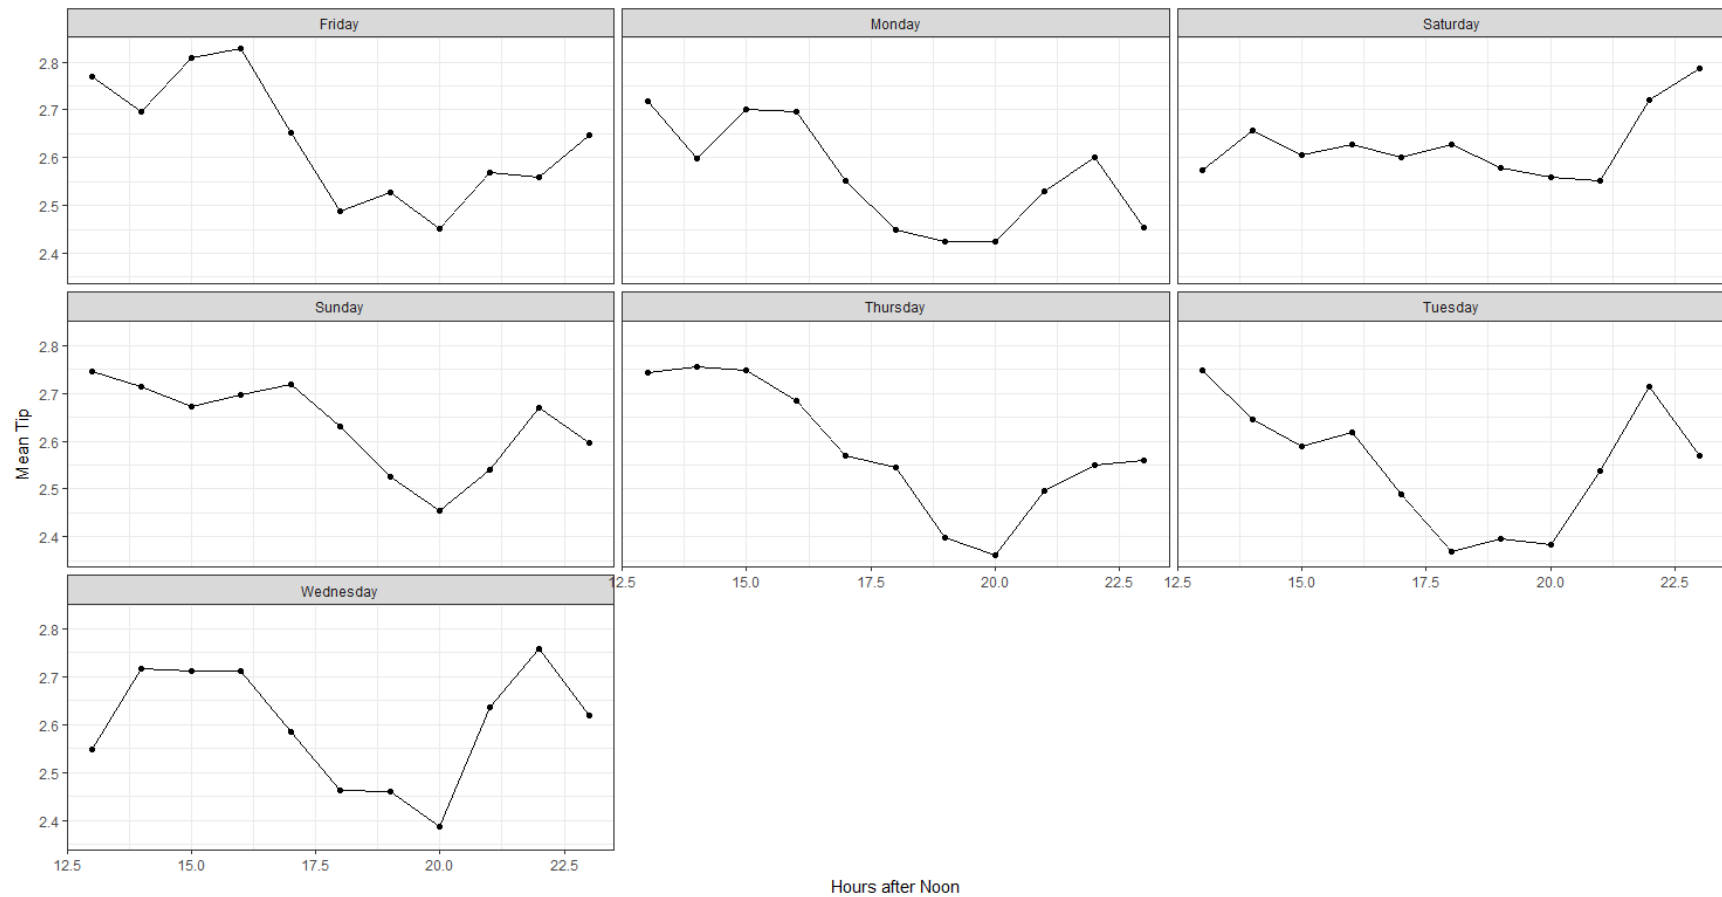 Friday Monday Saturday
2.8
2.7
2.6
2.5
2.4
Sunday Thursday Tuesday
2.8
2.7
2.6
2.5
2.4
Mean Tip
12.5 15.0 17.5 20.0 22.5 12.5 15.0 17.5 20.0 22.5
Wednesday
2.8
2.7
2.6
2.5
2.4
12.5 15.0 17.5 20.0 22.5
Hours after Noon